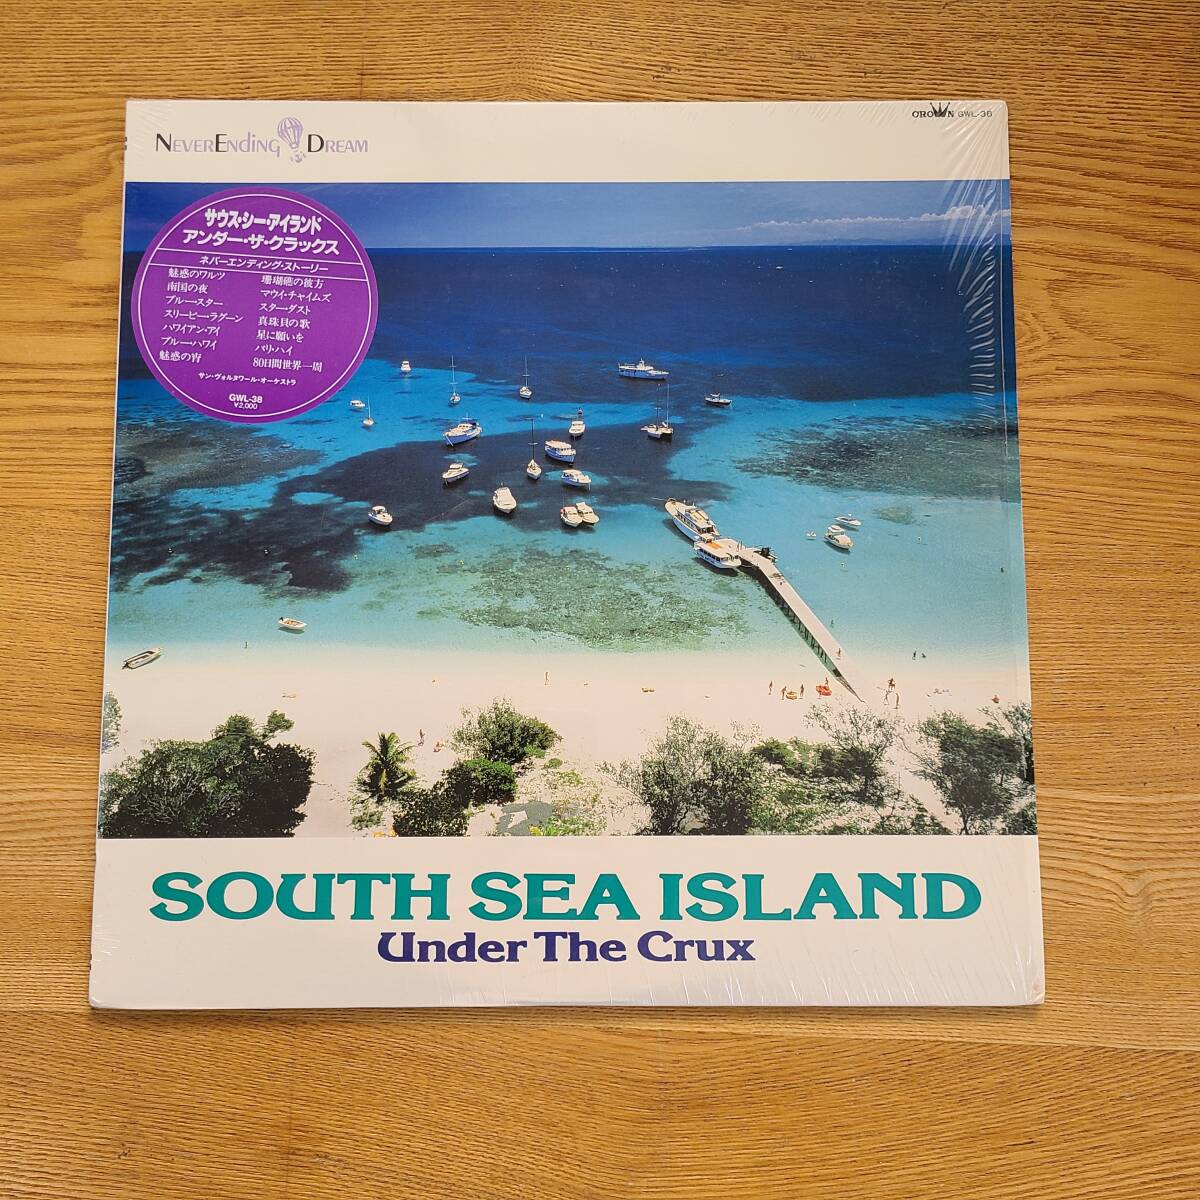 NEVERENDING DREAM
CROWN GWL-38
サウス・シー・アイランド
アンダー・ザ・クラックス
ネバーエンディング・ストーリー
魅惑のワルツ
南国の夜
ブルー・スター
スリーピー・ラグーン
ハワイアン・アイ
ブルー・ハワイ
魅惑の宵
珊瑚礁の彼方
マウイ・チャイムズ
スター・ダスト
真珠貝の歌
星に願いを
バリ・ハイ
80日間世界一周
サン・ヴォルヌワール・オーケストラ
GWL-38
¥2,000
SOUTH SEA ISLAND
Under The Crux